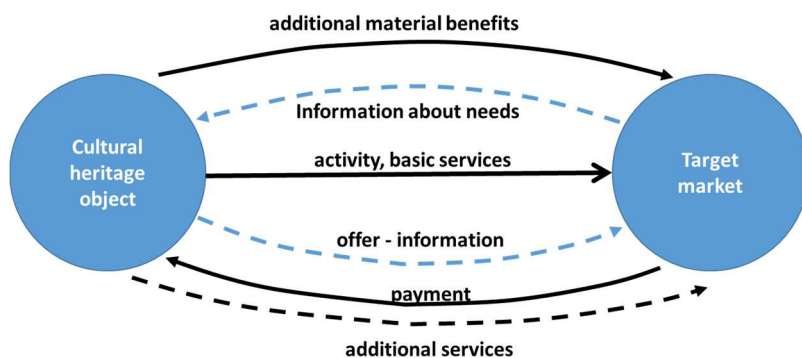 additional material benefits
Information about needs
Cultural
heritage
object
activity, basic services
Target
market
offer - information
payment
additional services